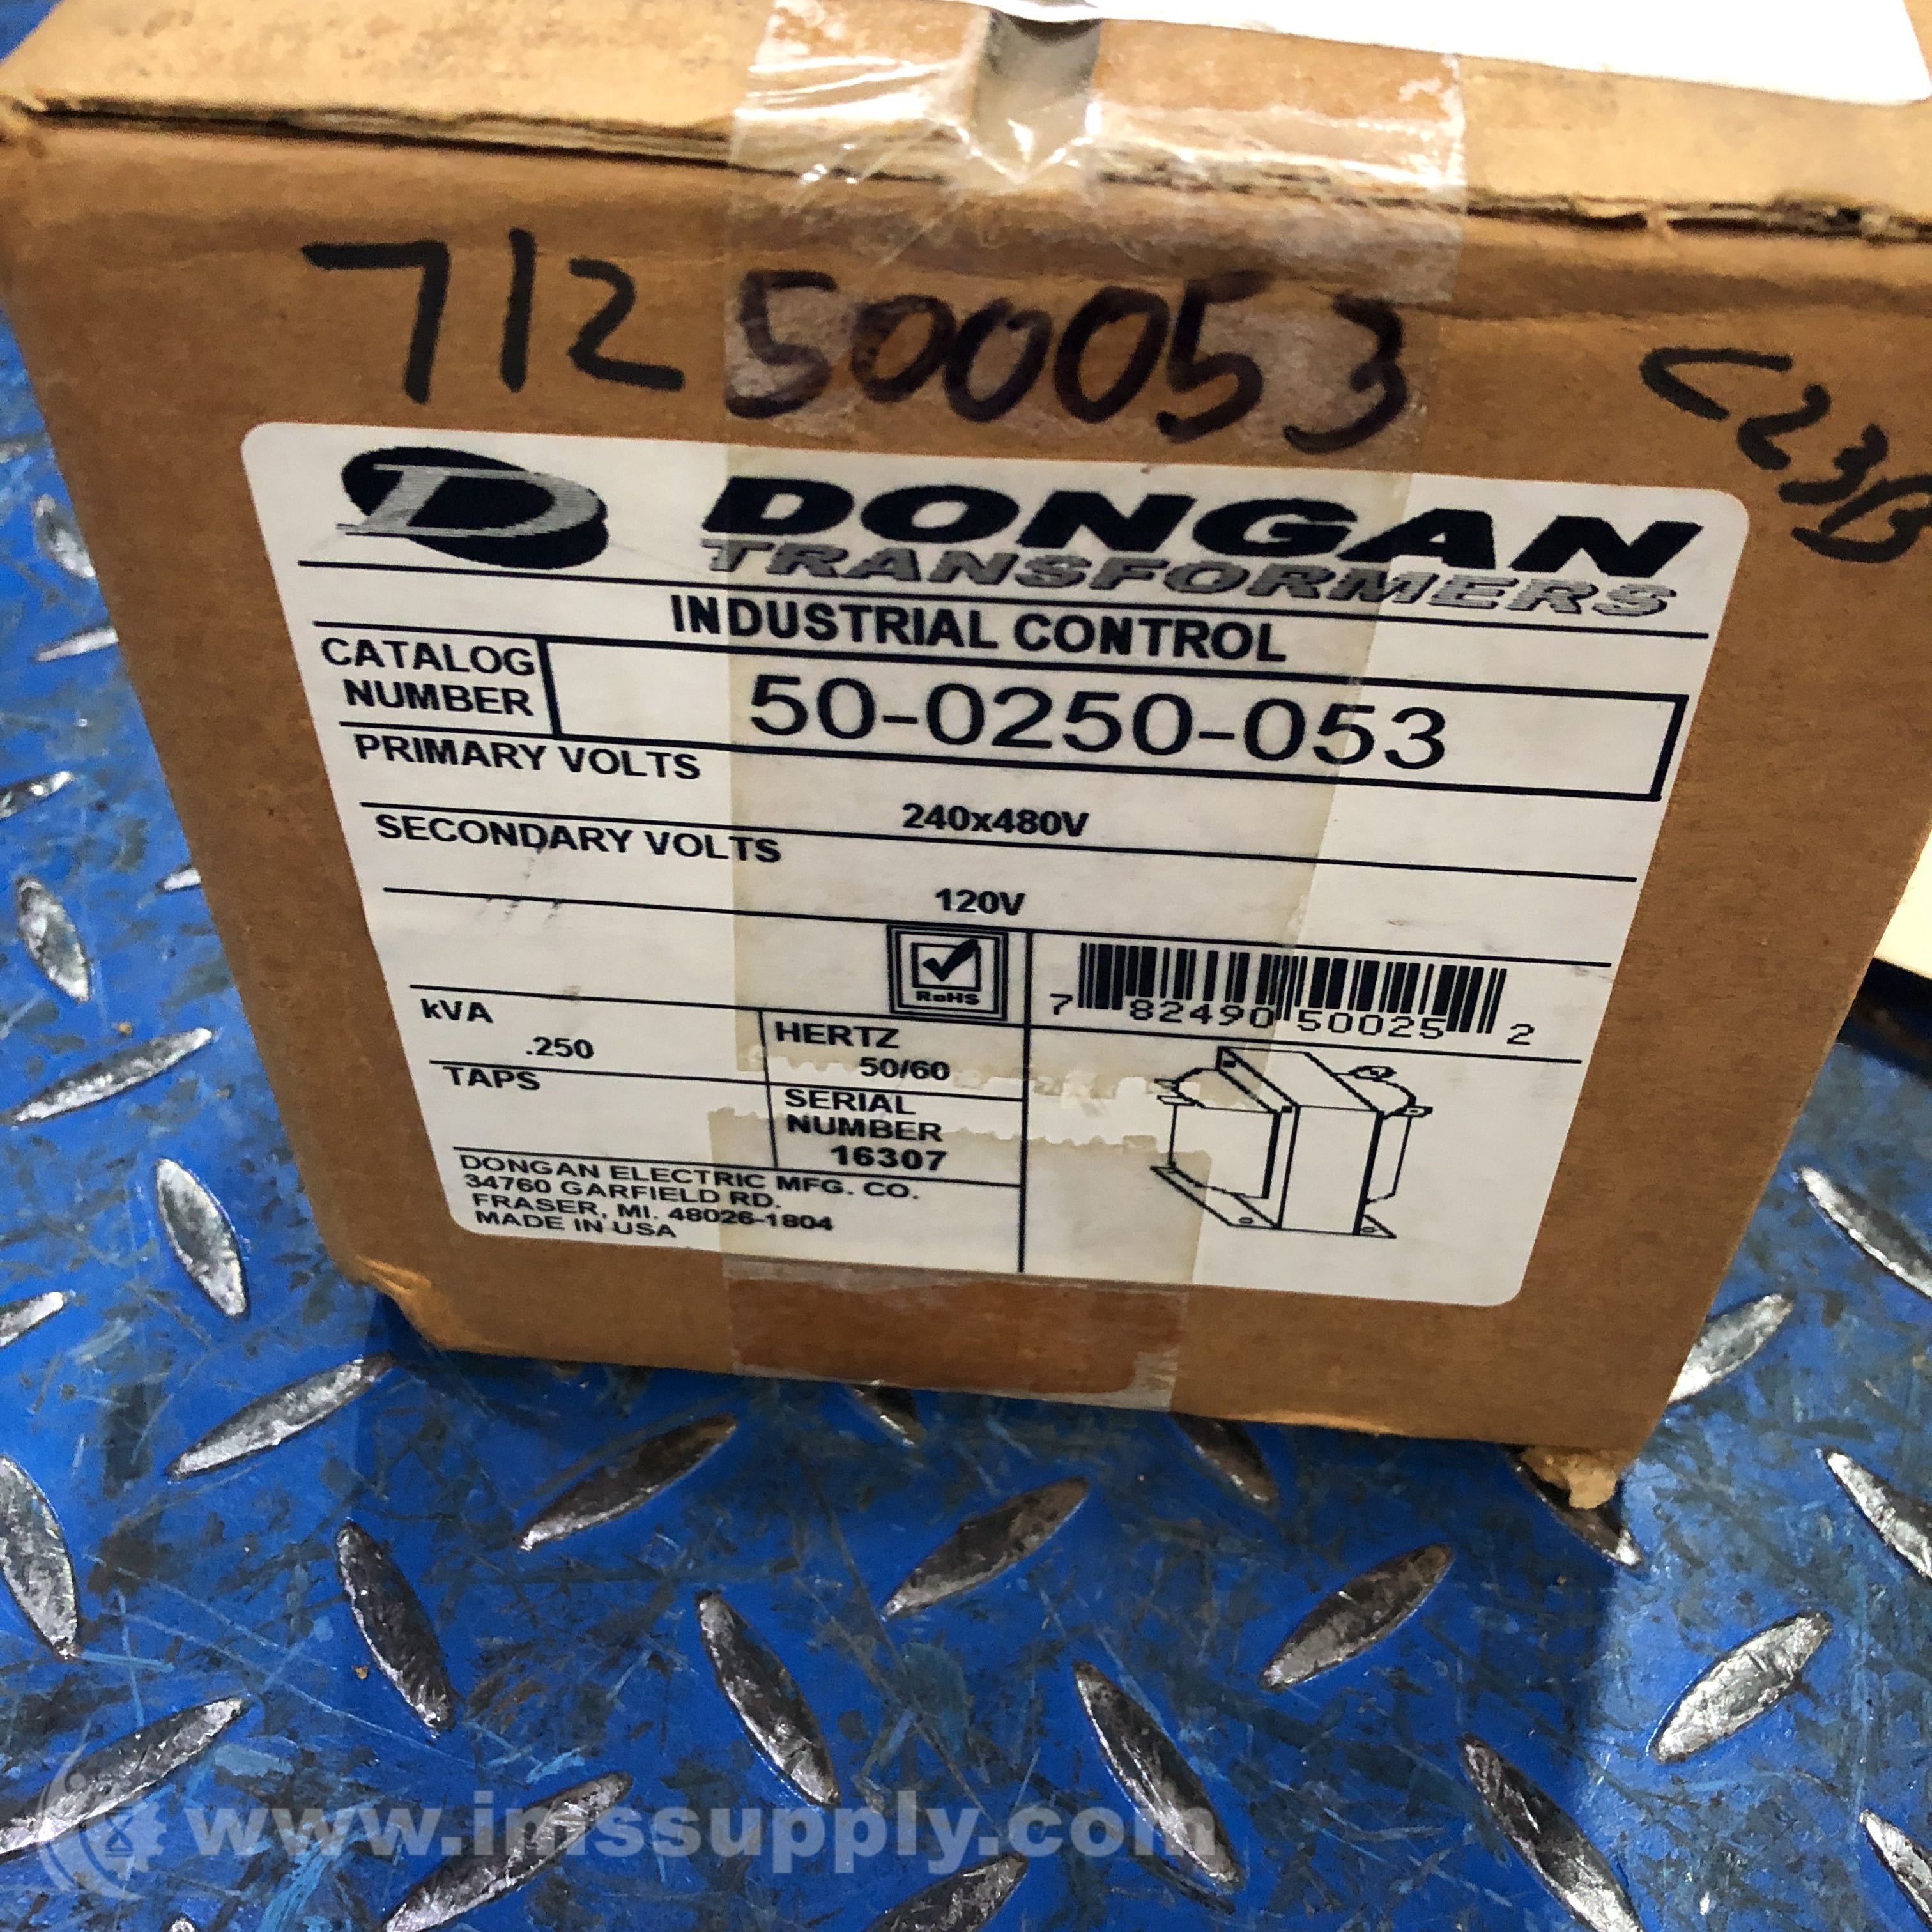 712 500053
C23B
D DONGAN
TRANSFORMERS
INDUSTRIAL CONTROL
CATALOG
NUMBER
50-0250-053
PRIMARY VOLTS
240x480V
SECONDARY VOLTS
120V
RoHS
7 82490 50025 2
kVA
.250
HERTZ
50/60
TAPS
SERIAL
NUMBER
16307
DONGAN ELECTRIC MFG. CO.
34760 GARFIELD RD.
FRASER, MI. 48026-1804
MADE IN USA
www.imssupply.com